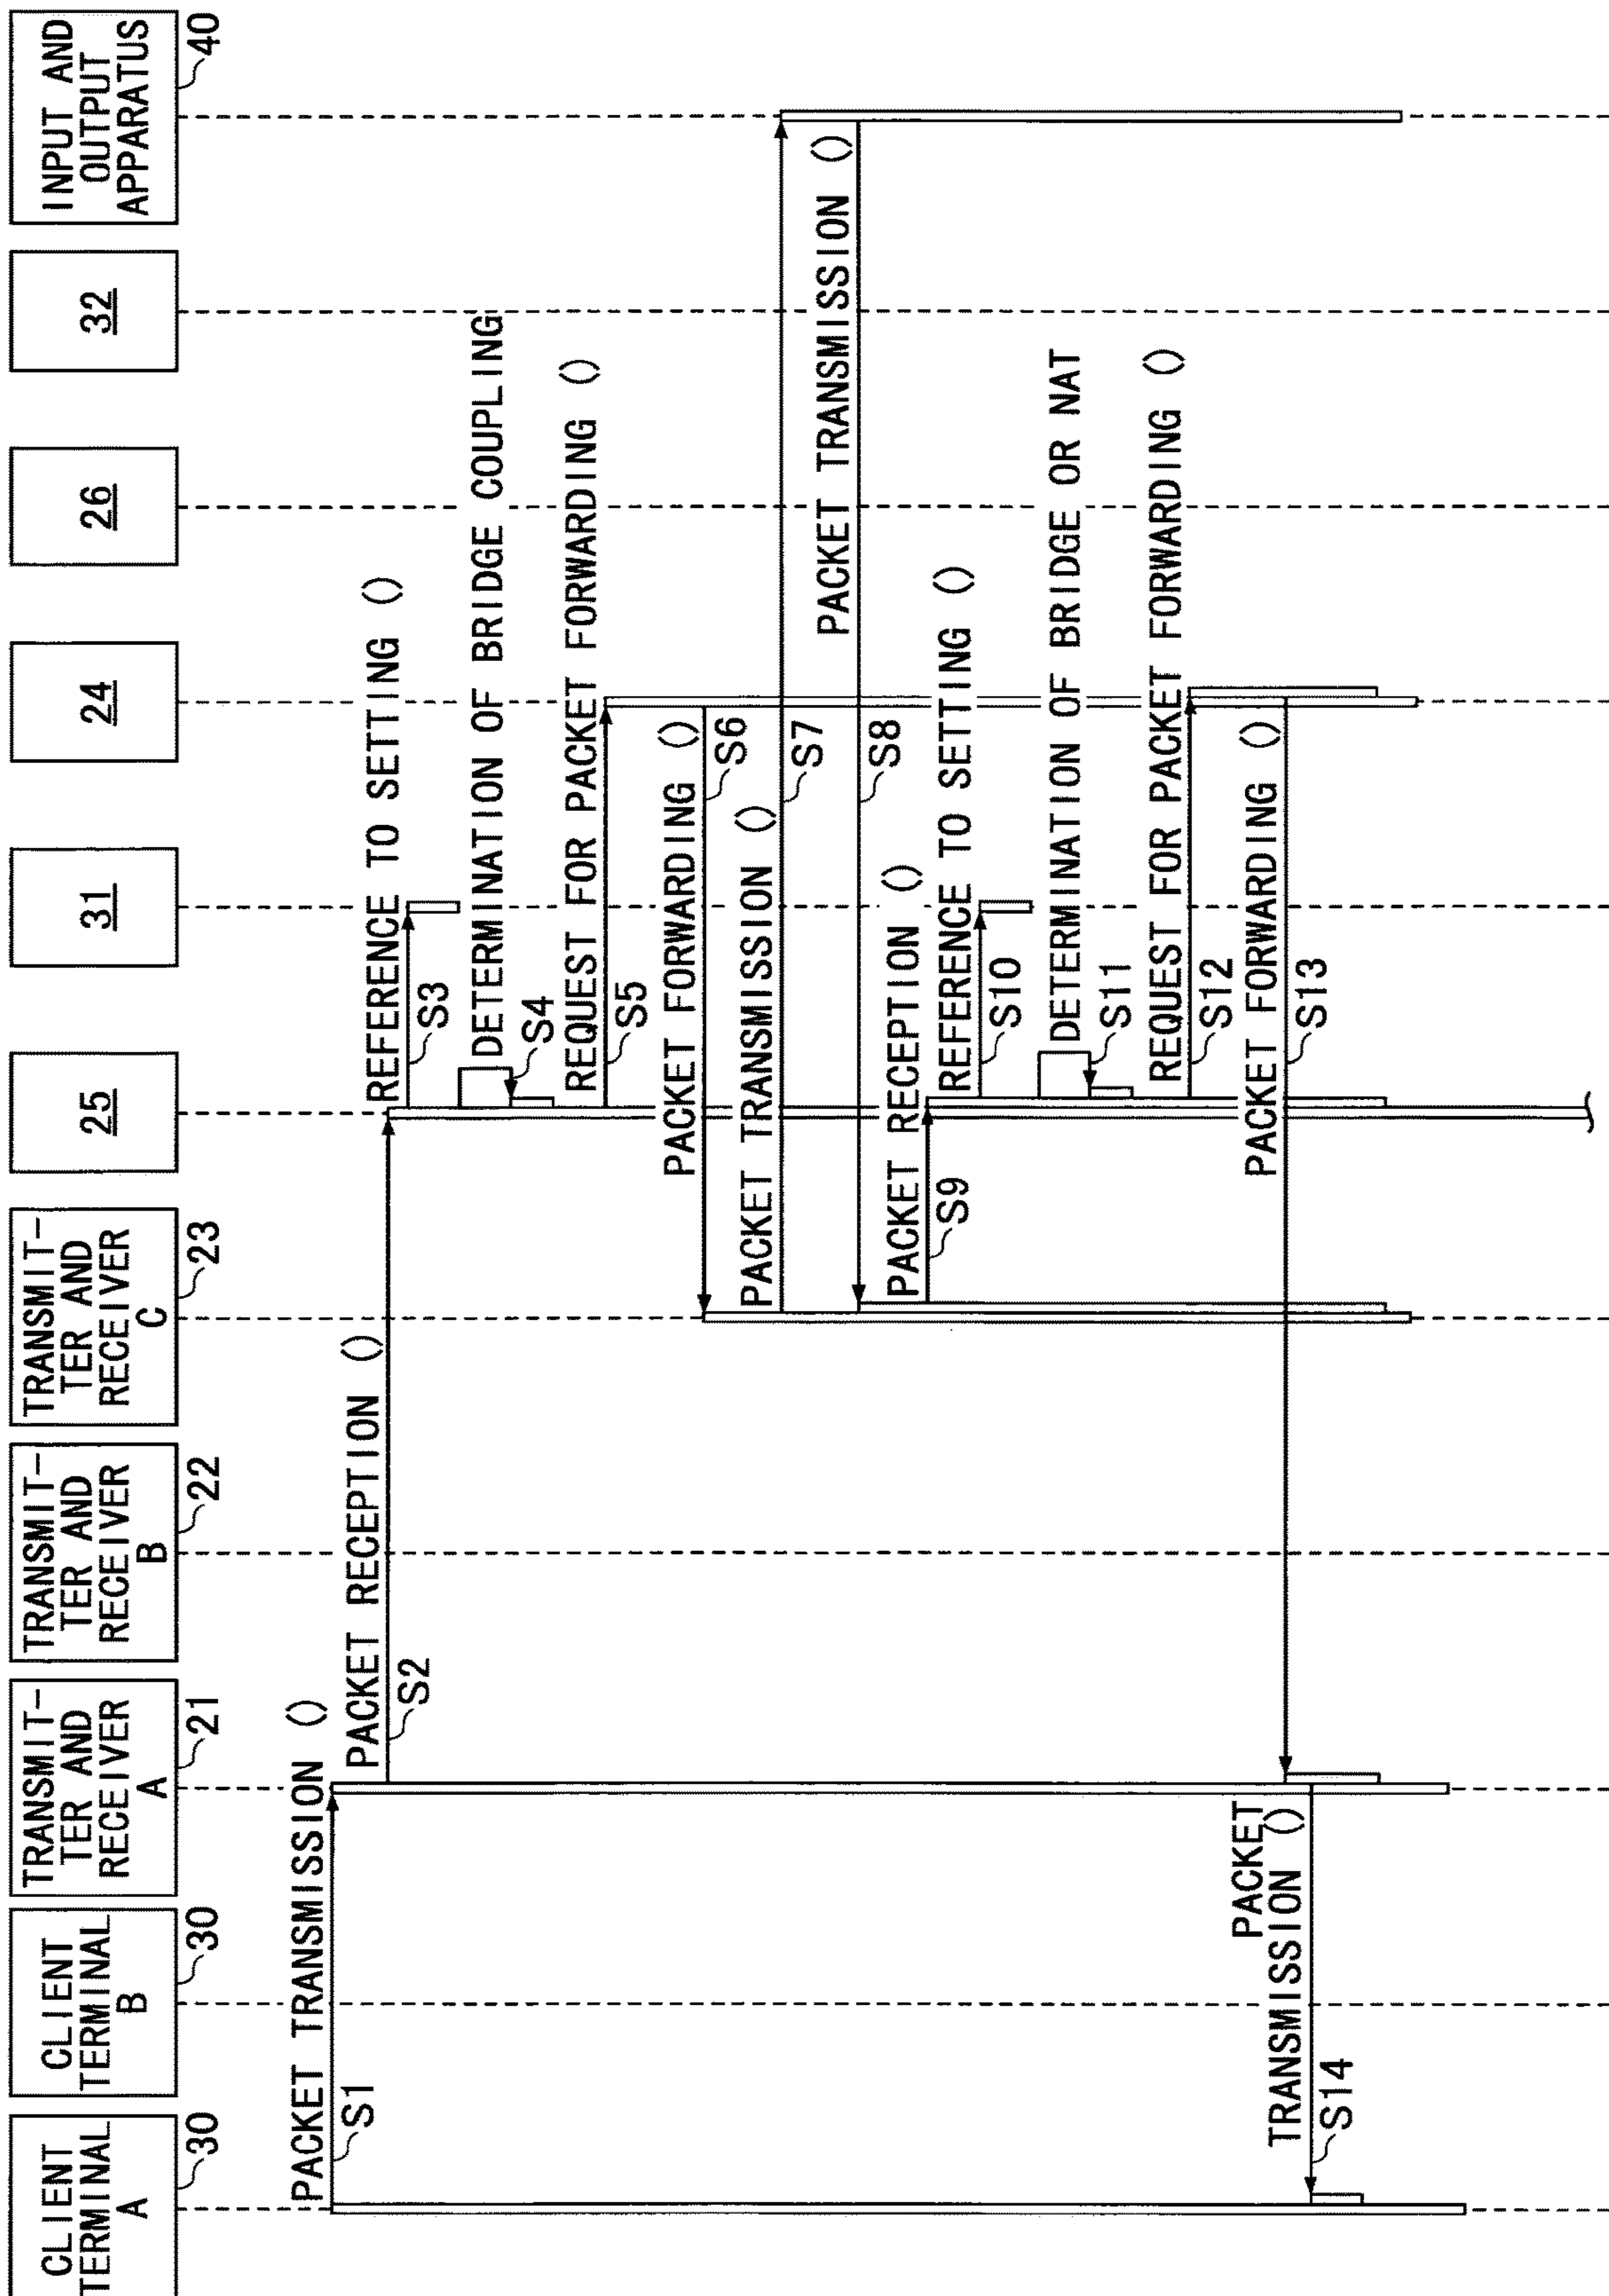 CLIENT
TERMINAL
A
30
CLIENT
TERMINAL
B
30
TRANSMIT-
TER AND
RECEIVER
A
21
TRANSMIT-
TER AND
RECEIVER
B
22
TRANSMIT-
TER AND
RECEIVER
C
23
25
31
24
26
32
INPUT AND
OUTPUT
APPARATUS
40
PACKET TRANSMISSION ()
S1
PACKET RECEPTION ()
S2
REFERENCE TO SETTING ()
S3
DETERMINATION OF BRIDGE COUPLING
S4
REQUEST FOR PACKET FORWARDING ()
S5
PACKET FORWARDING ()
S6
PACKET TRANSMISSION ()
S7
PACKET TRANSMISSION ()
S8
PACKET RECEPTION ()
S9
REFERENCE TO SETTING ()
S10
DETERMINATION OF BRIDGE OR NAT
S11
REQUEST FOR PACKET FORWARDING ()
S12
PACKET FORWARDING ()
S13
PACKET
TRANSMISSION ()
S14